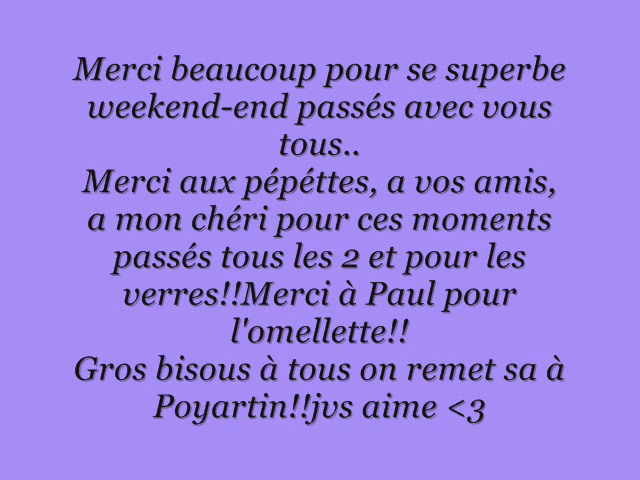 Merci beaucoup pour se superbe
weekend-end passés avec vous
tous..
Merci aux pépéttes, a vos amis,
a mon chéri pour ces moments
passés tous les 2 et pour les
verres!!Merci à Paul pour
l'omellette!!
Gros bisous à tous on remet sa à
Poyartin!!jvs aime <3